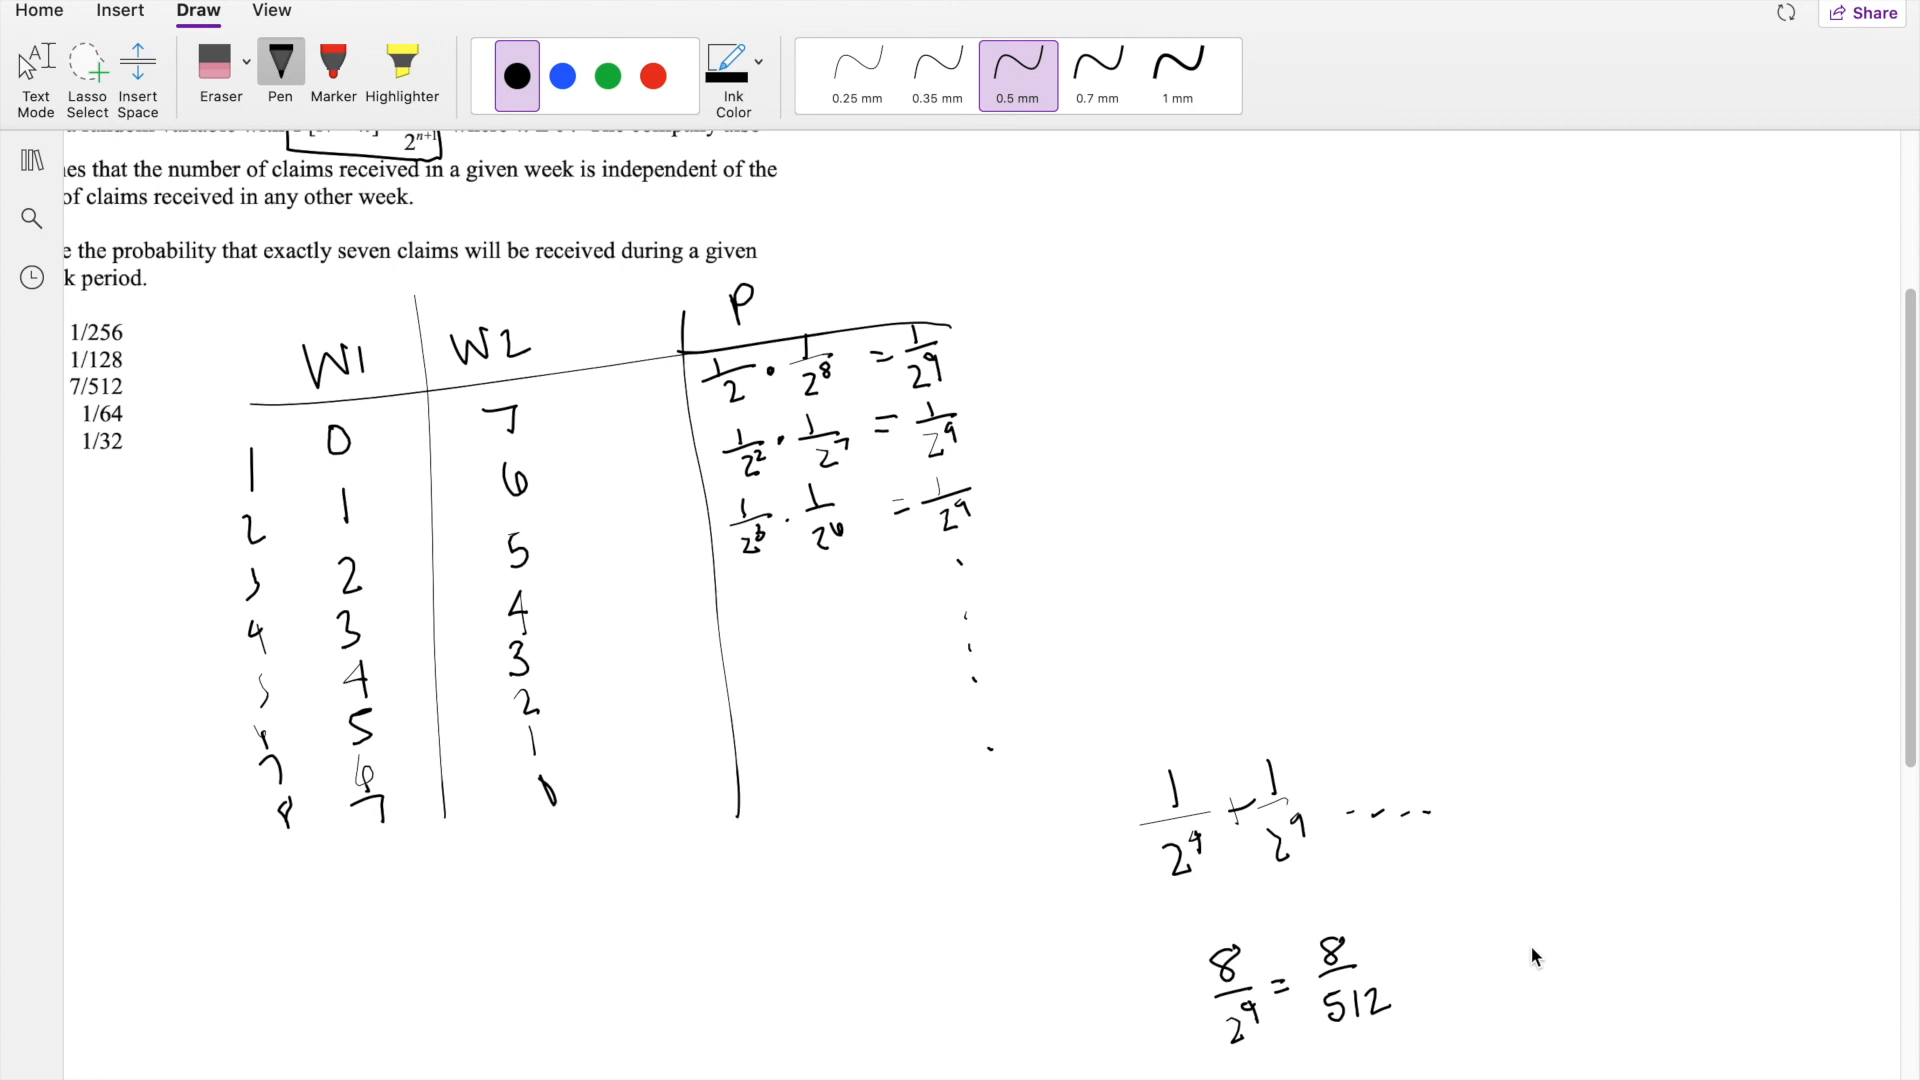 Home Insert Draw View
Share
Text Mode
Lasso Select
Insert Space
Eraser
Pen
Marker
Highlighter
Ink Color
0.25 mm
0.35 mm
0.5 mm
0.7 mm
1 mm
2^{n+1}
es that the number of claims received in a given week is independent of the
of claims received in any other week.
e the probability that exactly seven claims will be received during a given
k period.
1/256
1/128
7/512
1/64
1/32
W1 W2 P
1 0 7 1/2 · 1/2^8 = 1/2^9
2 1 6 1/2^2 · 1/2^7 = 1/2^9
3 2 5 1/2^3 · 1/2^6 = 1/2^9
4 3 4
5 4 3
6 5 2
7 6 1
8 7 0
1/2^9 + 1/2^9 ----
8/2^9 = 8/512